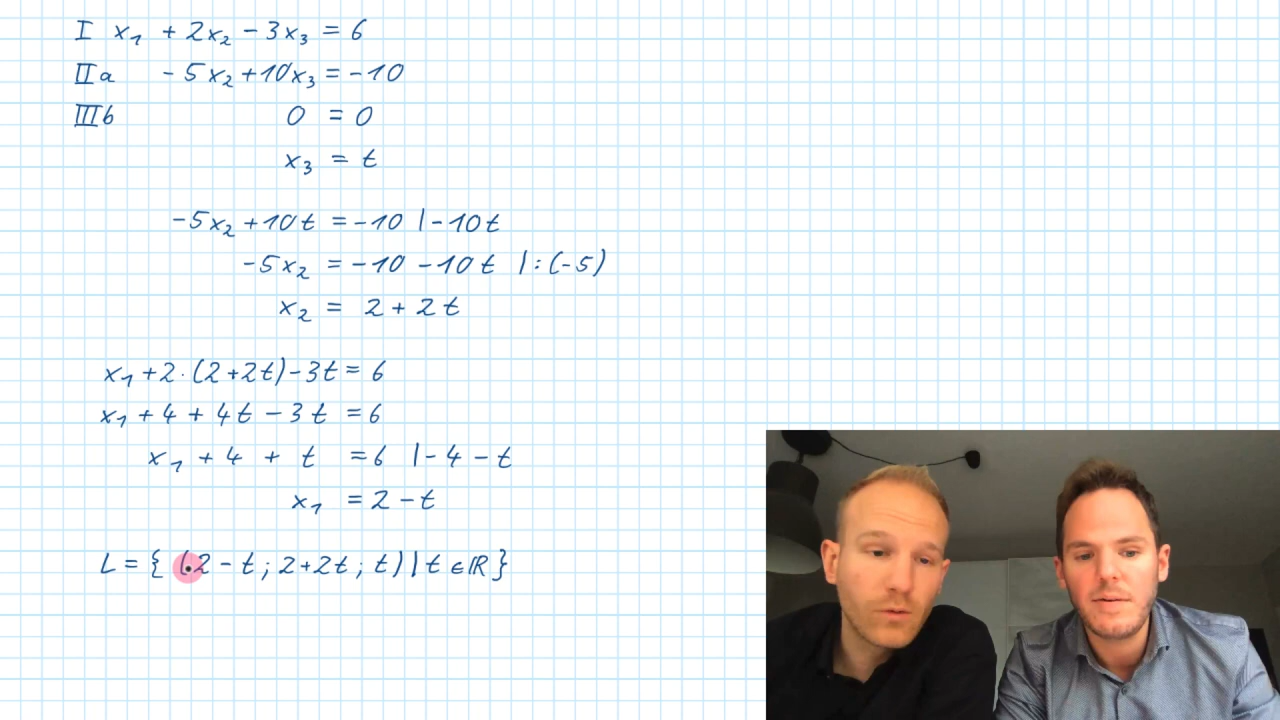 I x₁ + 2x₂ - 3x₃ = 6
IIa -5x₂ + 10x₃ = -10
IIIb 0 = 0
x₃ = t
-5x₂ + 10t = -10 | -10t
-5x₂ = -10 - 10t | : (-5)
x₂ = 2 + 2t
x₁ + 2 · (2 + 2t) - 3t = 6
x₁ + 4 + 4t - 3t = 6
x₁ + 4 + t = 6 | - 4 - t
x₁ = 2 - t
L = { (2 - t ; 2 + 2t ; t) | t ∈ ℝ }